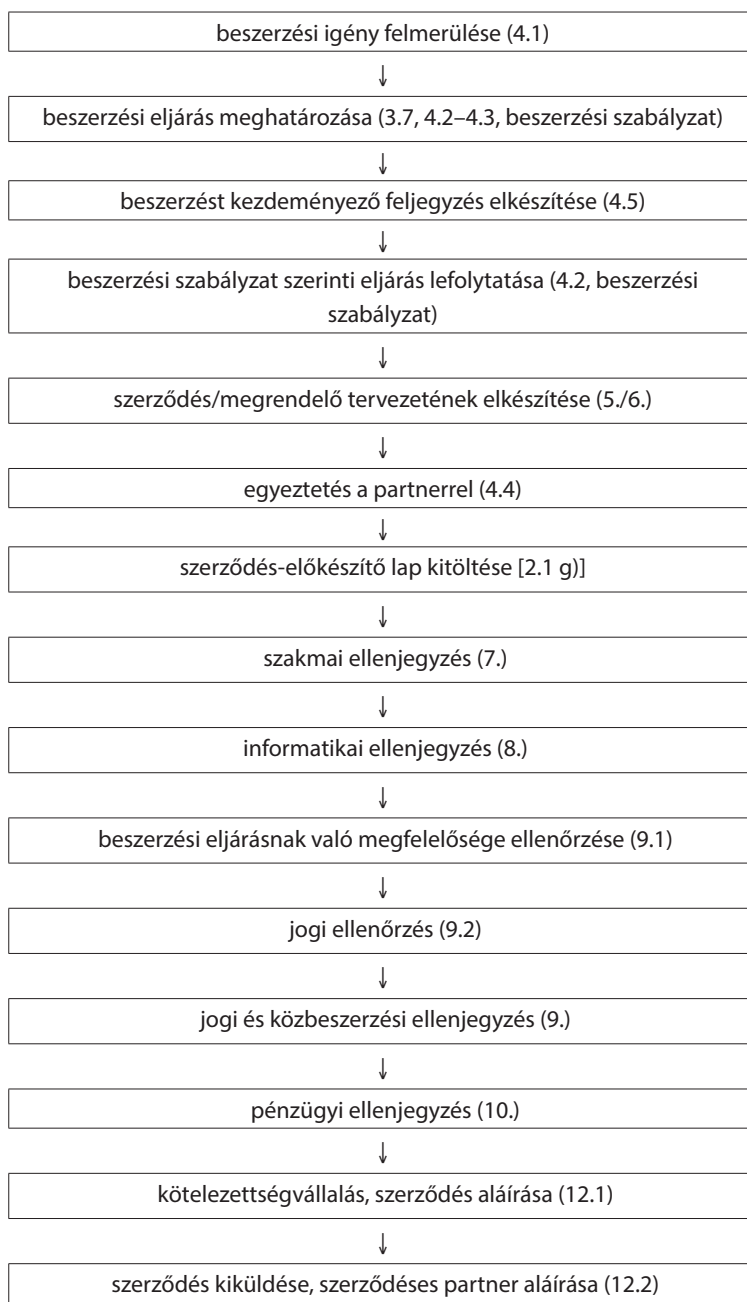 beszerzési igény felmerülése (4.1)
↓
beszerzési eljárás meghatározása (3.7, 4.2–4.3, beszerzési szabályzat)
↓
beszerzést kezdeményező feljegyzés elkészítése (4.5)
↓
beszerzési szabályzat szerinti eljárás lefolytatása (4.2, beszerzési
szabályzat)
↓
szerződés/megrendelő tervezetének elkészítése (5./6.)
↓
egyeztetés a partnerrel (4.4)
↓
szerződés-előkészítő lap kitöltése [2.1 g)]
↓
szakmai ellenjegyzés (7.)
↓
informatikai ellenjegyzés (8.)
↓
beszerzési eljárásnak való megfelelősége ellenőrzése (9.1)
↓
jogi ellenőrzés (9.2)
↓
jogi és közbeszerzési ellenjegyzés (9.)
↓
pénzügyi ellenjegyzés (10.)
↓
kötelezettségvállalás, szerződés aláírása (12.1)
↓
szerződés kiküldése, szerződéses partner aláírása (12.2)